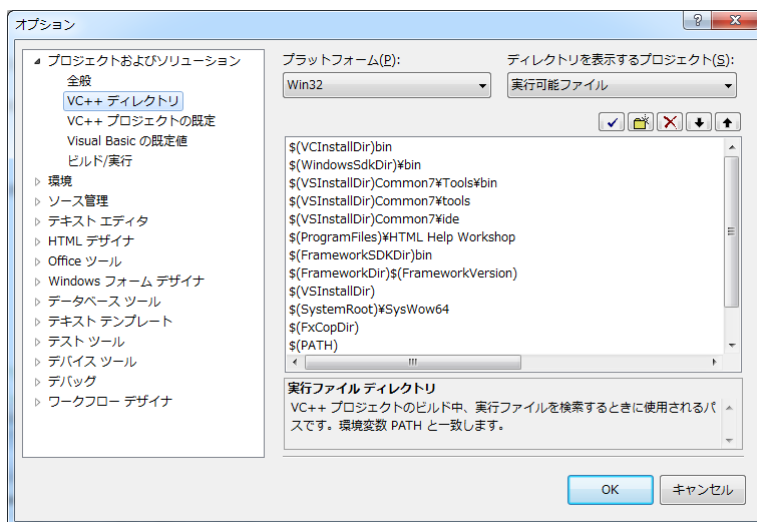 オプション
プロジェクトおよびソリューション
全般
VC++ ディレクトリ
VC++ プロジェクトの既定
Visual Basic の既定値
ビルド/実行
環境
ソース管理
テキスト エディタ
HTML デザイナ
Office ツール
Windows フォーム デザイナ
データベース ツール
テキスト テンプレート
テスト ツール
デバイス ツール
デバッグ
ワークフロー デザイナ
プラットフォーム(P):
Win32
ディレクトリを表示するプロジェクト(S):
実行可能ファイル
$(VCInstallDir)bin
$(WindowsSdkDir)¥bin
$(VSInstallDir)Common7¥Tools¥bin
$(VSInstallDir)Common7¥tools
$(VSInstallDir)Common7¥ide
$(ProgramFiles)¥HTML Help Workshop
$(FrameworkSDKDir)bin
$(FrameworkDir)$(FrameworkVersion)
$(VSInstallDir)
$(SystemRoot)¥SysWow64
$(FxCopDir)
$(PATH)
実行ファイル ディレクトリ
VC++ プロジェクトのビルド中、実行ファイルを検索するときに使用されるパ
スです。環境変数 PATH と一致します。
OK
キャンセル